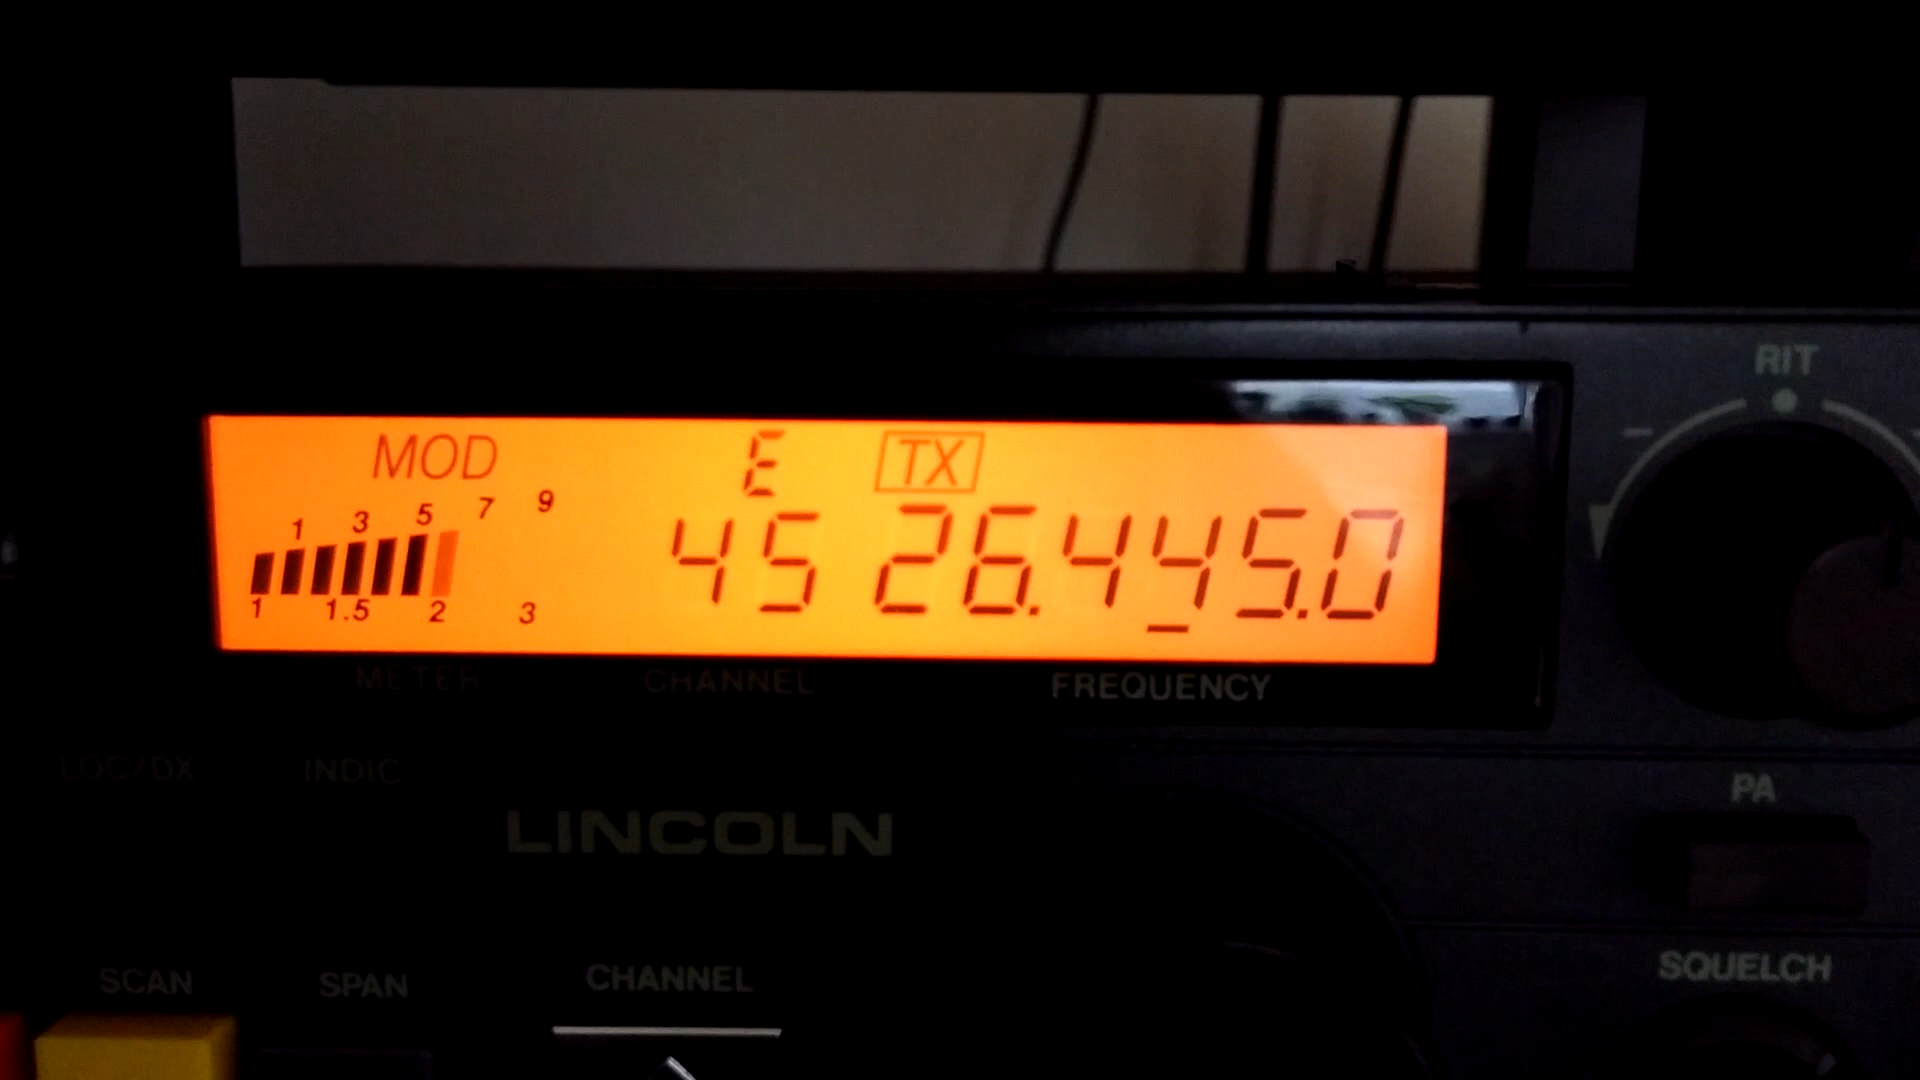 RIT
MOD E TX
1 3 5 7 9
45 26.445.0
1 1.5 2 3
METER CHANNEL FREQUENCY
LOC/DX INDIC
PA
LINCOLN
SQUELCH
SCAN SPAN CHANNEL